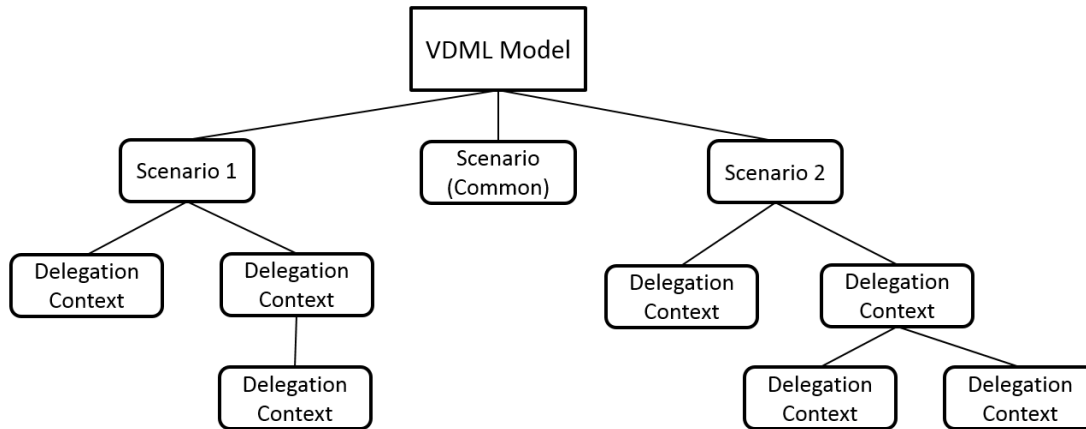 VDML Model
Scenario 1
Scenario
(Common)
Scenario 2
Delegation
Context
Delegation
Context
Delegation
Context
Delegation
Context
Delegation
Context
Delegation
Context
Delegation
Context